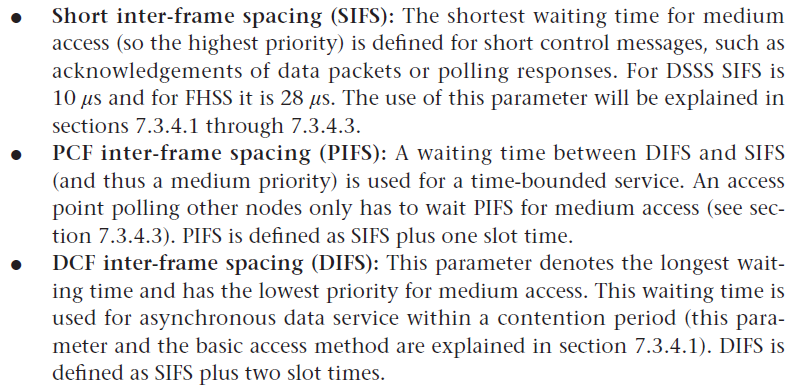 ● Short inter-frame spacing (SIFS): The shortest waiting time for medium
access (so the highest priority) is defined for short control messages, such as
acknowledgements of data packets or polling responses. For DSSS SIFS is
10 μs and for FHSS it is 28 μs. The use of this parameter will be explained in
sections 7.3.4.1 through 7.3.4.3.
● PCF inter-frame spacing (PIFS): A waiting time between DIFS and SIFS
(and thus a medium priority) is used for a time-bounded service. An access
point polling other nodes only has to wait PIFS for medium access (see sec-
tion 7.3.4.3). PIFS is defined as SIFS plus one slot time.
● DCF inter-frame spacing (DIFS): This parameter denotes the longest wait-
ing time and has the lowest priority for medium access. This waiting time is
used for asynchronous data service within a contention period (this para-
meter and the basic access method are explained in section 7.3.4.1). DIFS is
defined as SIFS plus two slot times.